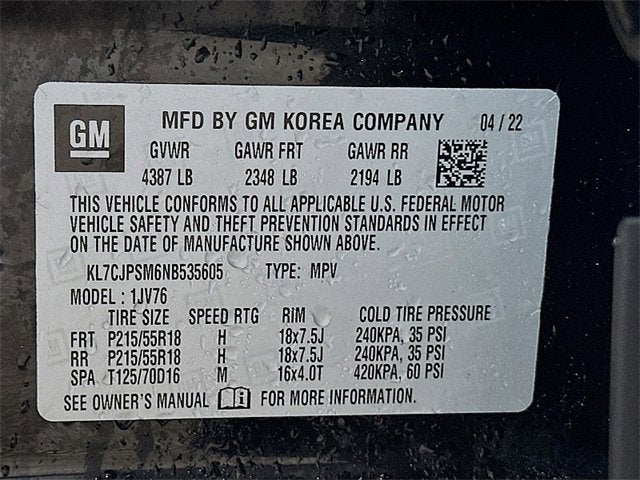 GM MFD BY GM KOREA COMPANY 04 / 22
GVWR GAWR FRT GAWR RR
4387 LB 2348 LB 2194 LB
THIS VEHICLE CONFORMS TO ALL APPLICABLE U.S. FEDERAL MOTOR
VEHICLE SAFETY AND THEFT PREVENTION STANDARDS IN EFFECT
ON THE DATE OF MANUFACTURE SHOWN ABOVE.
KL7CJPSM6NB535605 TYPE: MPV
MODEL : 1JV76
TIRE SIZE SPEED RTG RIM COLD TIRE PRESSURE
FRT P215/55R18 H 18x7.5J 240KPA, 35 PSI
RR P215/55R18 H 18x7.5J 240KPA, 35 PSI
SPA T125/70D16 M 16x4.0T 420KPA, 60 PSI
SEE OWNER'S MANUAL FOR MORE INFORMATION.